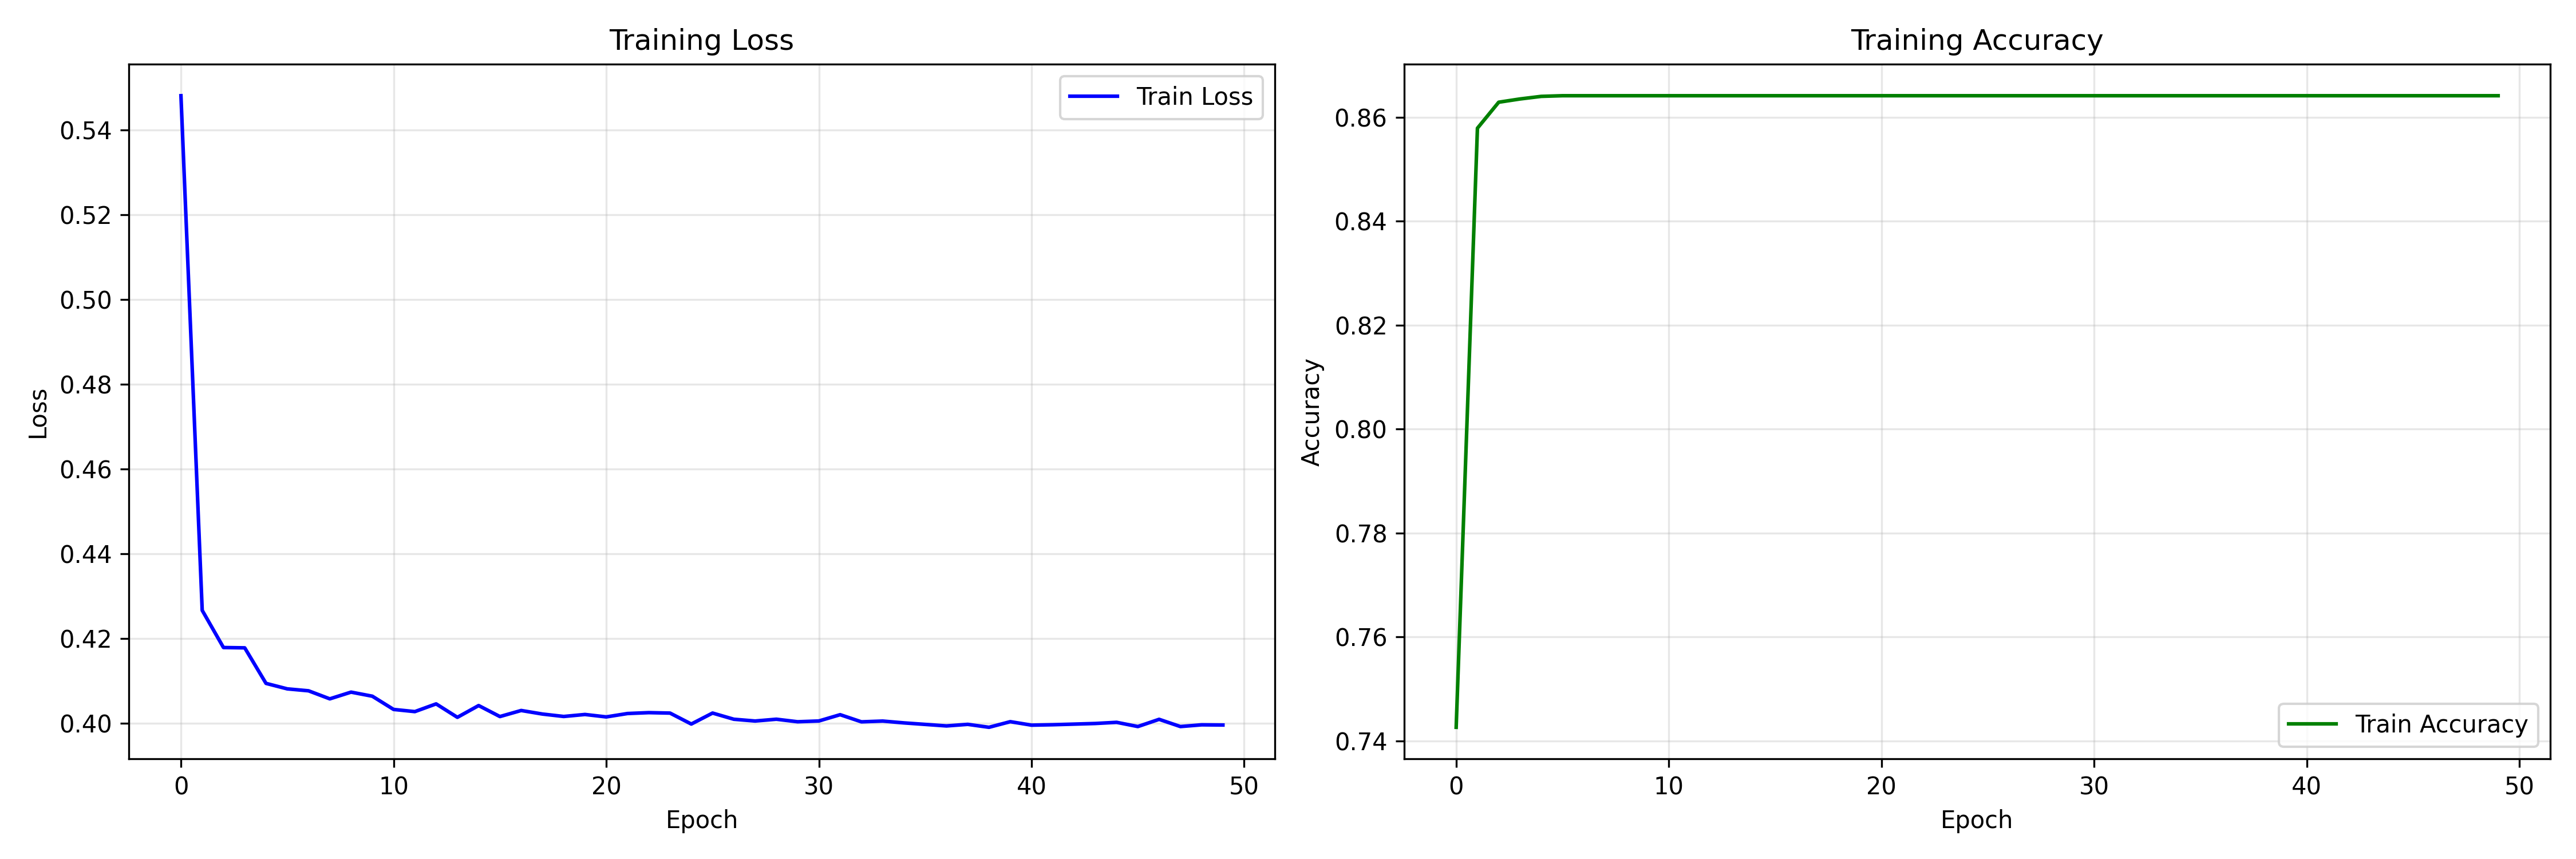 Training Loss
Train Loss
0.54
0.52
0.50
0.48
0.46
0.44
0.42
0.40
Loss
0 10 20 30 40 50
Epoch
Training Accuracy
0.86
0.84
0.82
0.80
0.78
0.76
0.74
Accuracy
Train Accuracy
0 10 20 30 40 50
Epoch